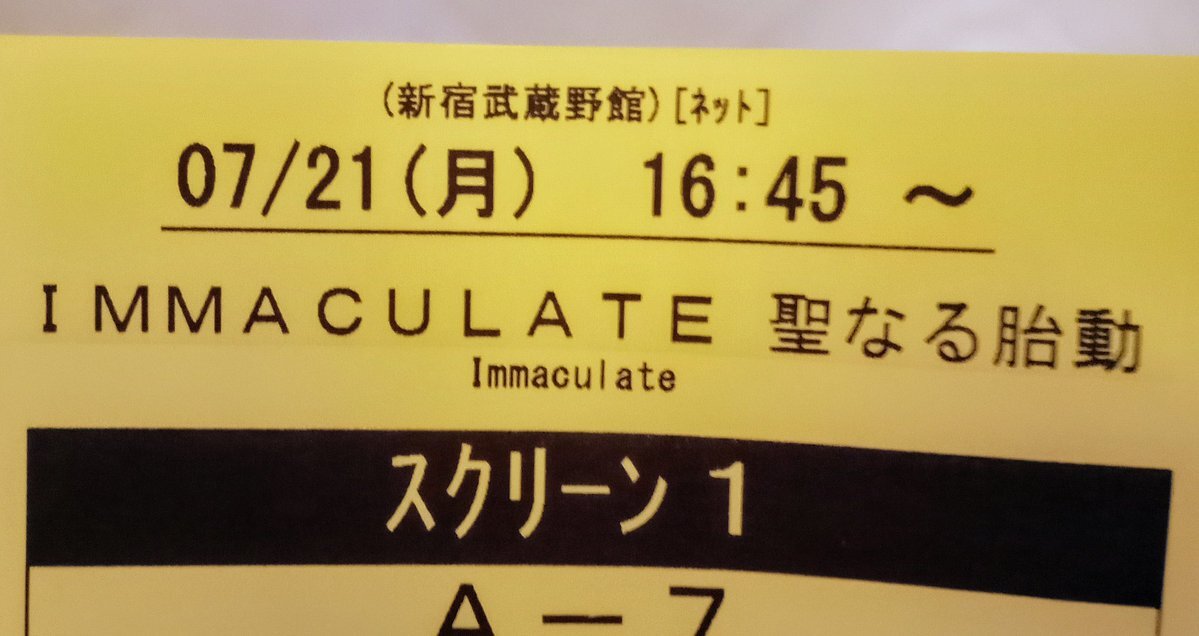 (新宿武蔵野館)[ネット]
07/21(月) 16:45 ～
ＩＭＭＡＣＵＬＡＴＥ 聖なる胎動
Immaculate
スクリーン１
Ａ－７